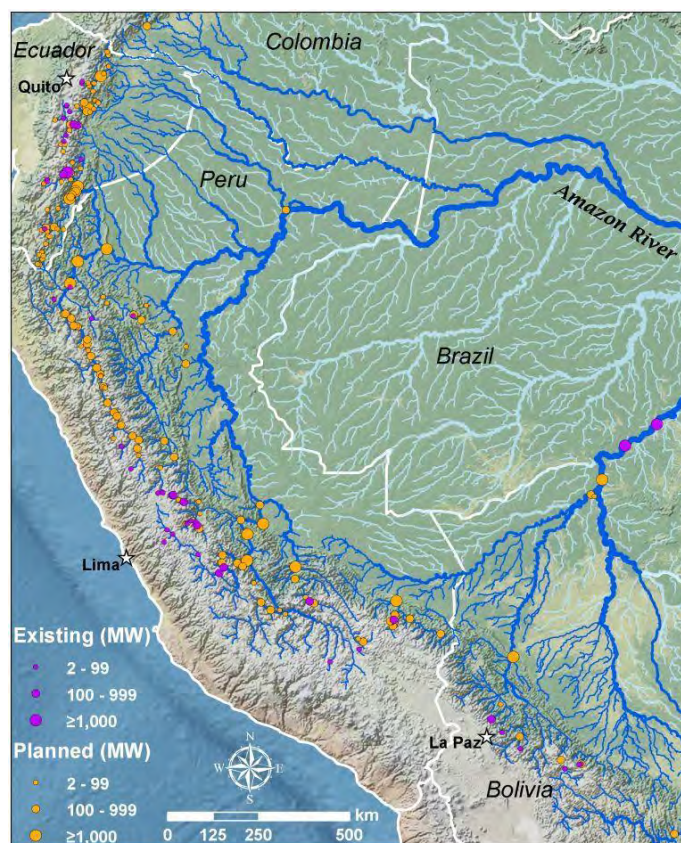 Ecuador
Colombia
Quito
Peru
Amazon River
Brazil
Lima
Existing (MW)
2 - 99
100 - 999
≥1,000
Planned (MW)
2 - 99
100 - 999
≥1,000
N
W E
S
La Paz
Bolivia
km
0 125 250 500